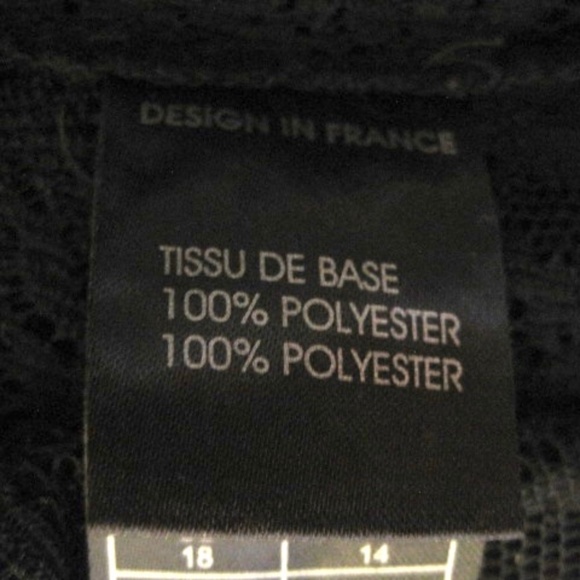 DESIGN IN FRANCE
TISSU DE BASE
100% POLYESTER
100% POLYESTER
18 14